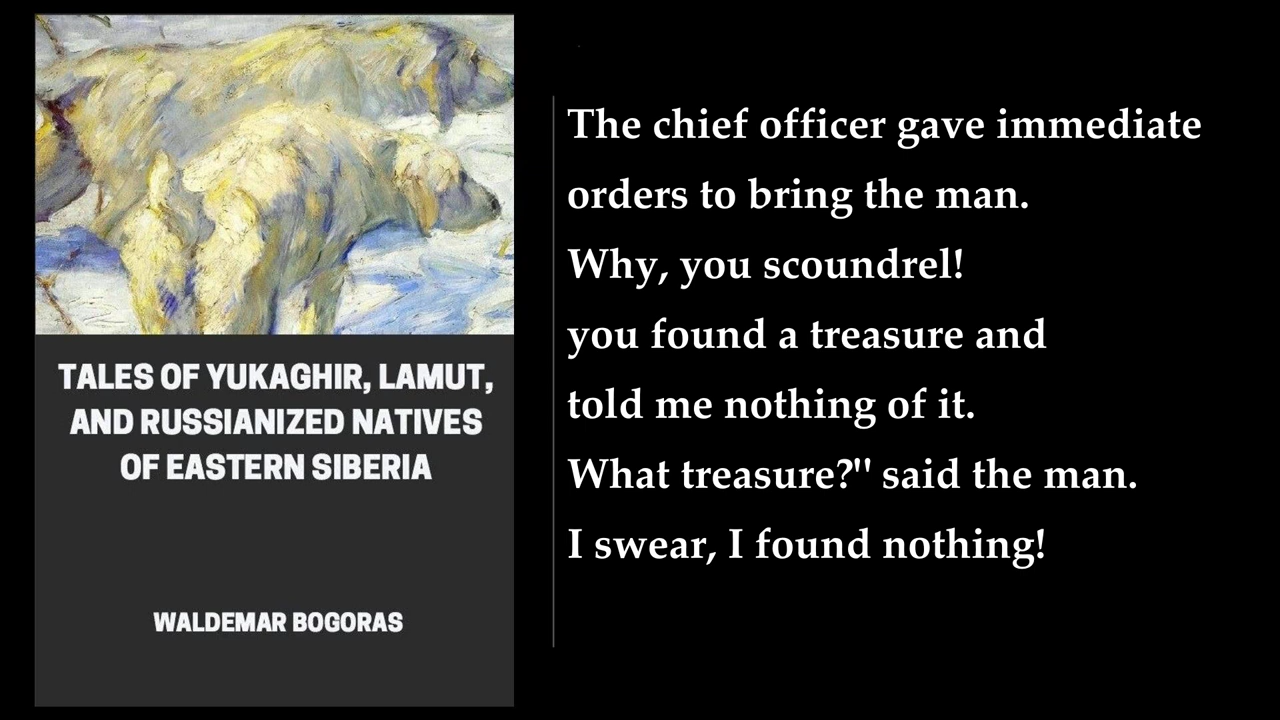 TALES OF YUKAGHIR, LAMUT,
AND RUSSIANIZED NATIVES
OF EASTERN SIBERIA
WALDEMAR BOGORAS
The chief officer gave immediate
orders to bring the man.
Why, you scoundrel!
you found a treasure and
told me nothing of it.
What treasure?" said the man.
I swear, I found nothing!